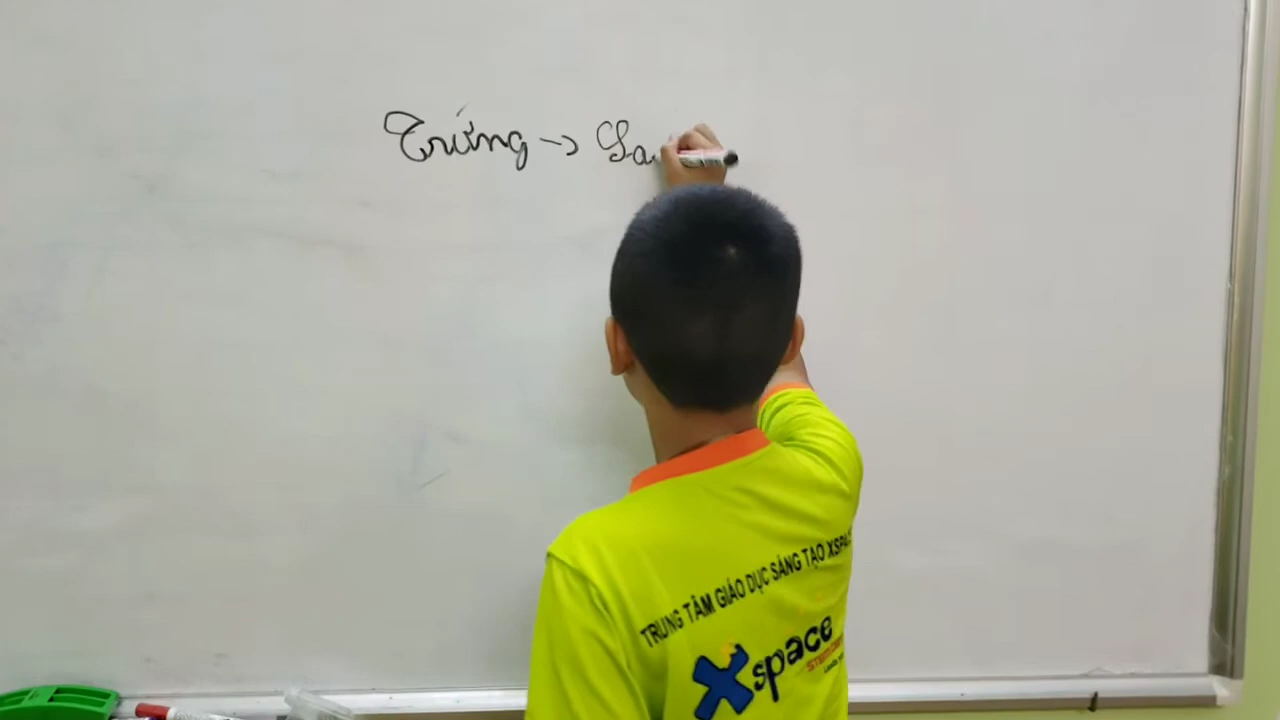 Trứng → Sa
TRUNG TÂM GIÁO DỤC SÁNG TẠO XSPACE
Xspace